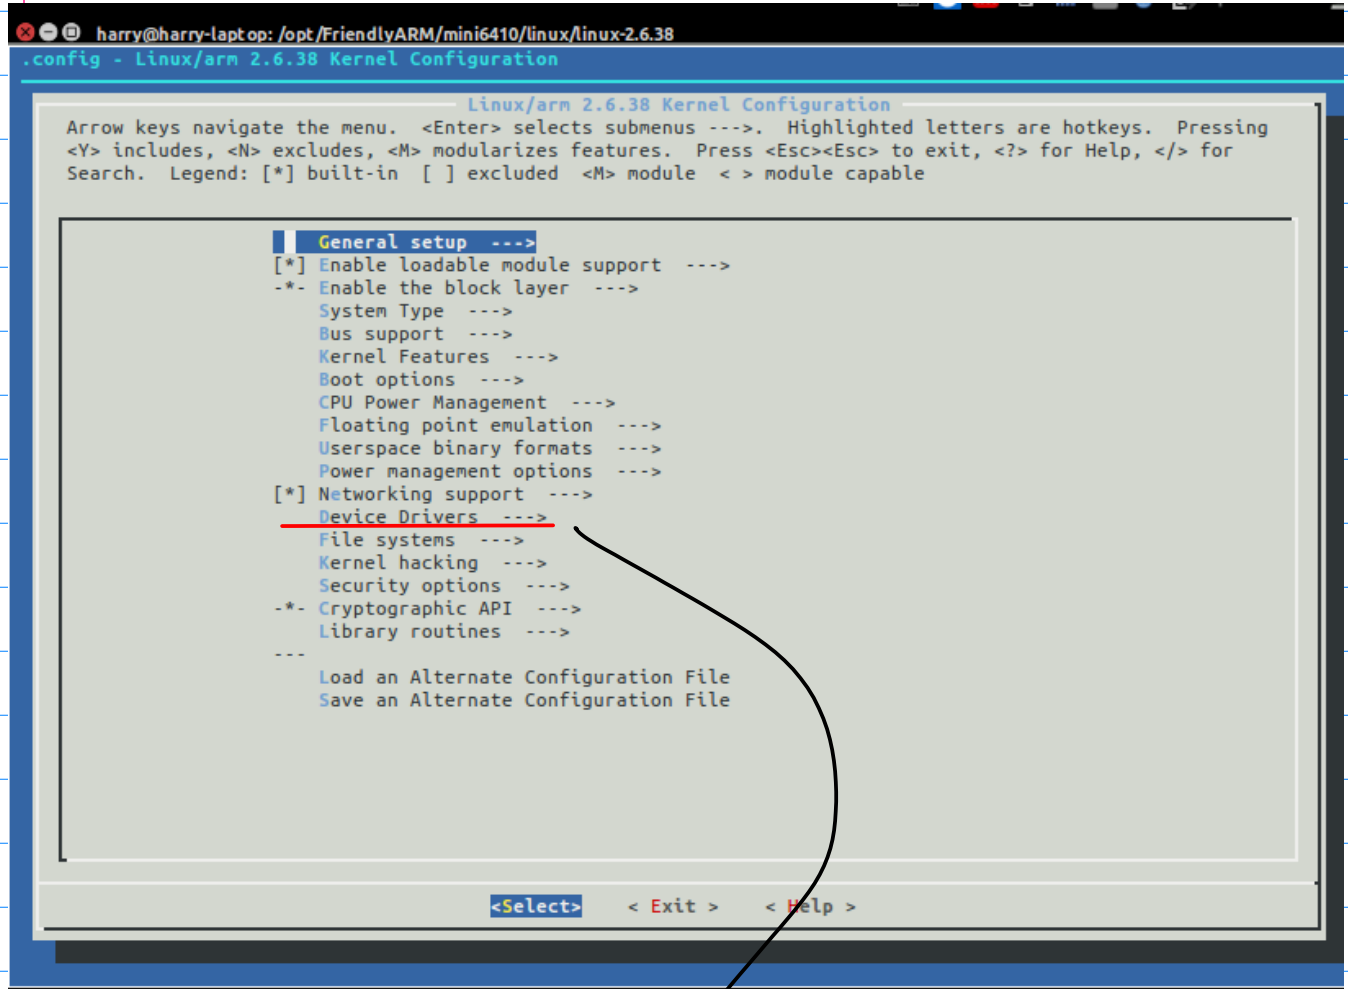 harry@harry-laptop: /opt/FriendlyARM/mini6410/linux/linux-2.6.38
.config - Linux/arm 2.6.38 Kernel Configuration
Linux/arm 2.6.38 Kernel Configuration
Arrow keys navigate the menu.  <Enter> selects submenus --->.  Highlighted letters are hotkeys.  Pressing
<Y> includes, <N> excludes, <M> modularizes features.  Press <Esc><Esc> to exit, <?> for Help, </> for
Search.  Legend: [*] built-in  [ ] excluded  <M> module  < > module capable
General setup  --->
[*] Enable loadable module support  --->
-*- Enable the block layer  --->
System Type  --->
Bus support  --->
Kernel Features  --->
Boot options  --->
CPU Power Management  --->
Floating point emulation  --->
Userspace binary formats  --->
Power management options  --->
[*] Networking support  --->
Device Drivers  --->
File systems  --->
Kernel hacking  --->
Security options  --->
-*- Cryptographic API  --->
Library routines  --->
---
Load an Alternate Configuration File
Save an Alternate Configuration File
<Select>    < Exit >    < Help >